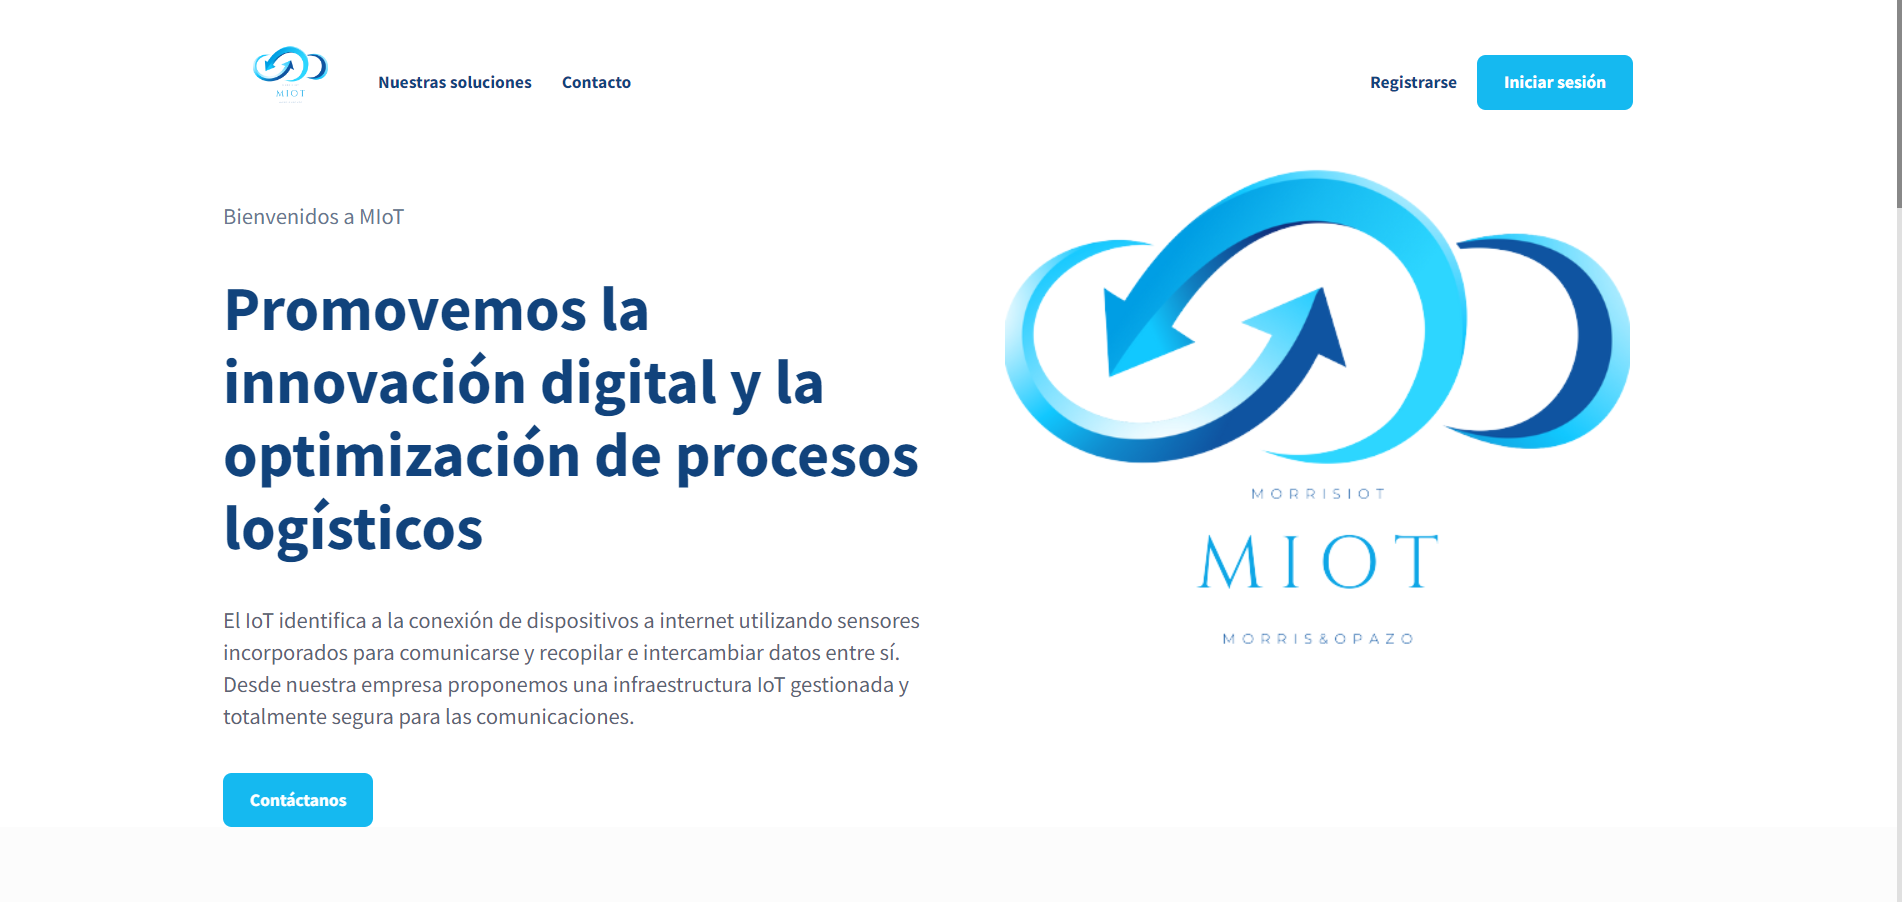 MIOT
Nuestras soluciones
Contacto
Registrarse
Iniciar sesión
Bienvenidos a MIoT
Promovemos la
innovación digital y la
optimización de procesos
logísticos
El IoT identifica a la conexión de dispositivos a internet utilizando sensores
incorporados para comunicarse y recopilar e intercambiar datos entre sí.
Desde nuestra empresa proponemos una infraestructura IoT gestionada y
totalmente segura para las comunicaciones.
Contáctanos
MORRISIOT
MIOT
MORRIS&OPAZO